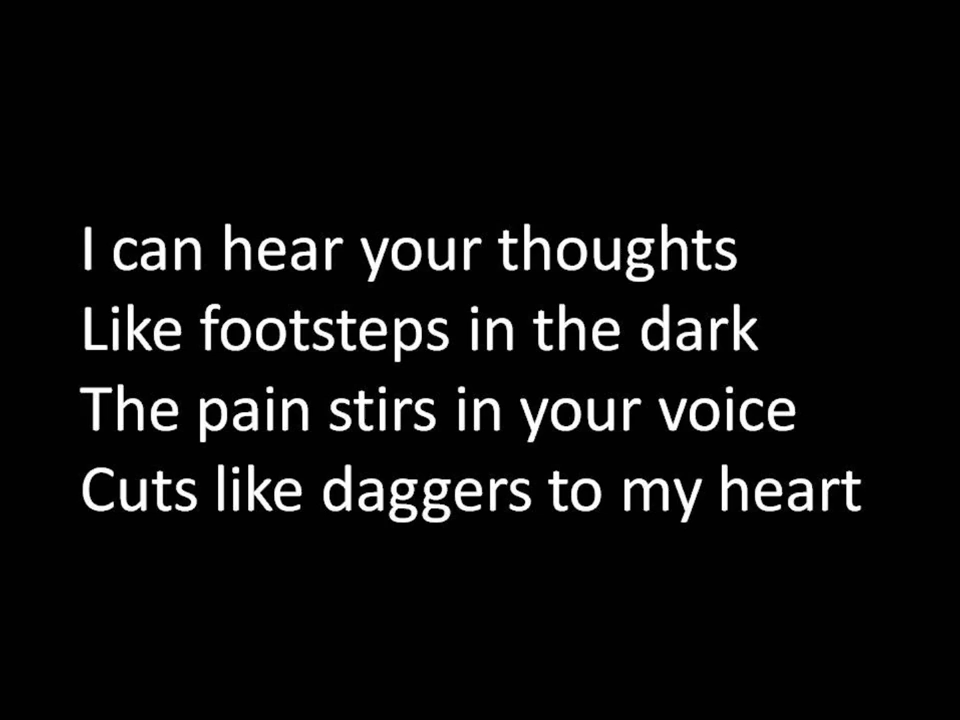 I can hear your thoughts
Like footsteps in the dark
The pain stirs in your voice
Cuts like daggers to my heart